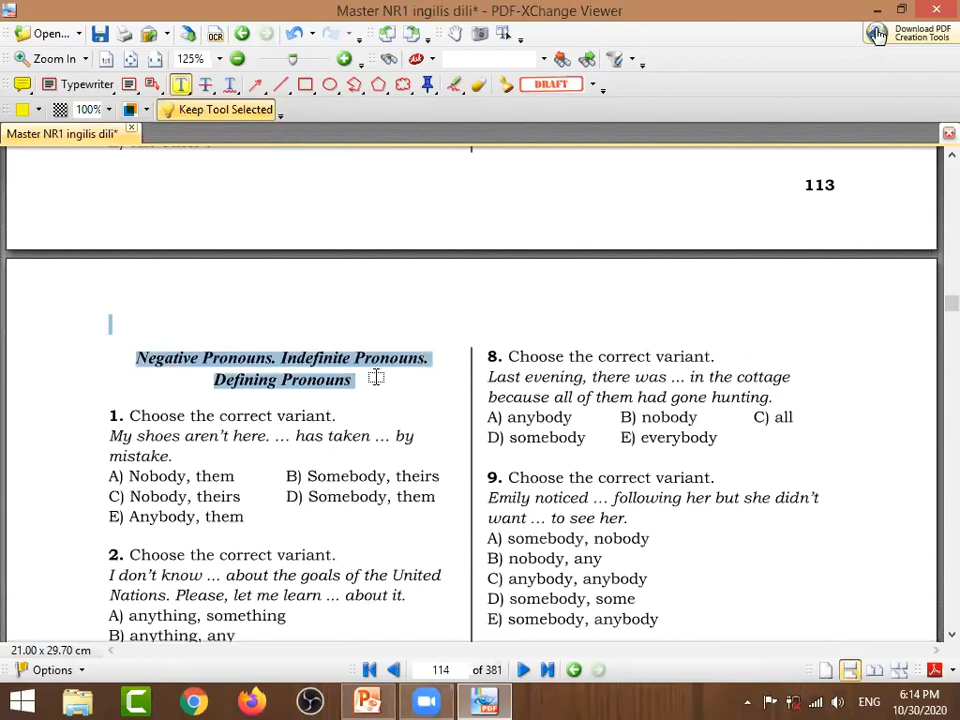 Master NR1 ingilis dili* - PDF-XChange Viewer
Open...
OCR
Download PDF
Creation Tools
Zoom In
125%
Typewriter
DRAFT
100%
Keep Tool Selected
Master NR1 ingilis dili*
113
Negative Pronouns. Indefinite Pronouns.
Defining Pronouns
1. Choose the correct variant.
My shoes aren't here. ... has taken ... by
mistake.
A) Nobody, them B) Somebody, theirs
C) Nobody, theirs D) Somebody, them
E) Anybody, them
2. Choose the correct variant.
I don't know ... about the goals of the United
Nations. Please, let me learn ... about it.
A) anything, something
B) anything, any
8. Choose the correct variant.
Last evening, there was ... in the cottage
because all of them had gone hunting.
A) anybody B) nobody C) all
D) somebody E) everybody
9. Choose the correct variant.
Emily noticed ... following her but she didn't
want ... to see her.
A) somebody, nobody
B) nobody, any
C) anybody, anybody
D) somebody, some
E) somebody, anybody
21.00 x 29.70 cm
Options
114 of 381
ENG
6:14 PM
10/30/2020